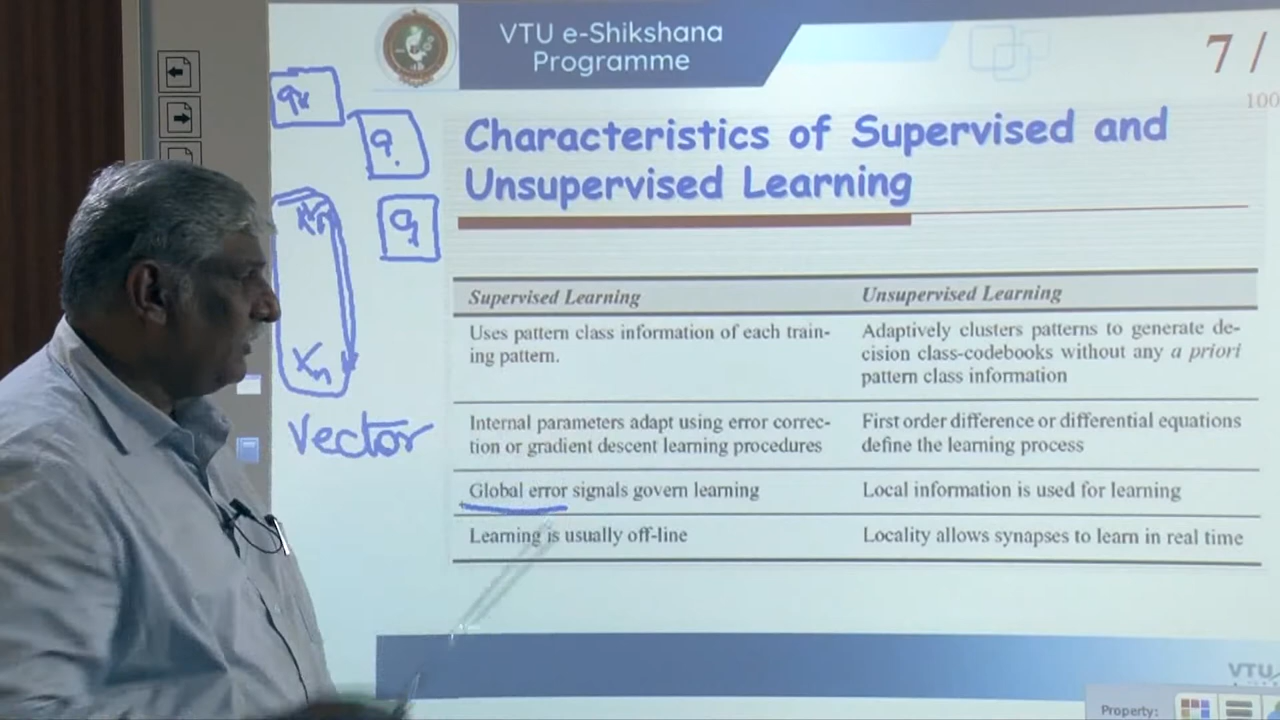 VTU e-Shikshana
Programme
7 /
100
Characteristics of Supervised and
Unsupervised Learning
Supervised Learning
Unsupervised Learning
Uses pattern class information of each train-
ing pattern.
Adaptively clusters patterns to generate de-
cision class-codebooks without any a priori
pattern class information
Internal parameters adapt using error correc-
tion or gradient descent learning procedures
First order difference or differential equations
define the learning process
Global error signals govern learning
Local information is used for learning
Learning is usually off-line
Locality allows synapses to learn in real time
Xn
Vector
VTU
Property: